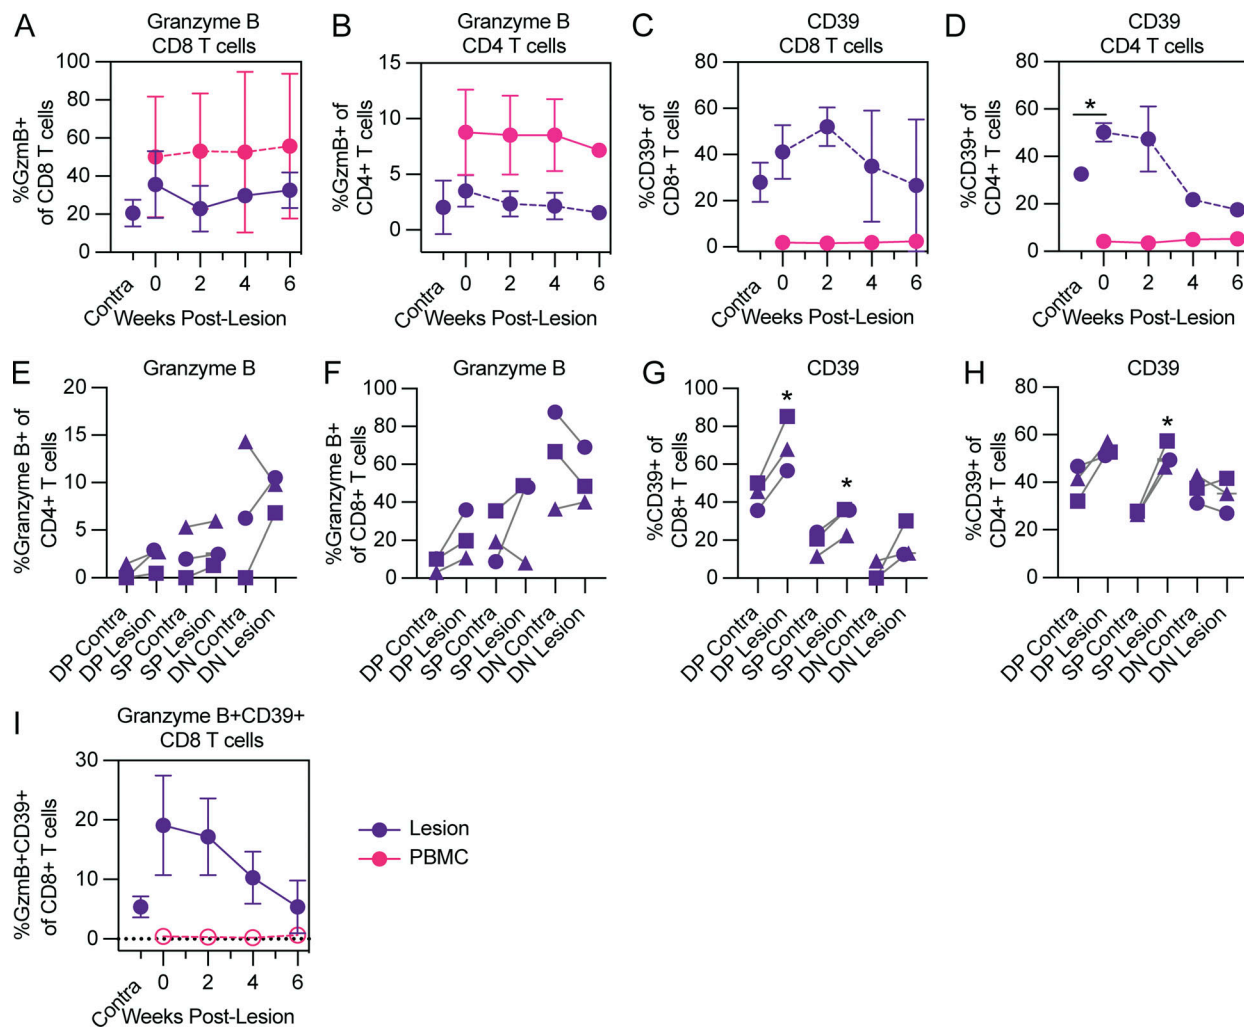 A
Granzyme B
CD8 T cells
%GzmB+
of CD8 T cells
100
80
60
40
20
0
Contra
0 2 4 6
Weeks Post-Lesion
B
Granzyme B
CD4 T cells
%GzmB+ of
CD4+ T cells
15
10
5
0
Contra
0 2 4 6
Weeks Post-Lesion
C
CD39
CD8 T cells
%CD39+ of
CD8+ T cells
80
60
40
20
0
Contra
0 2 4 6
Weeks Post-Lesion
D
CD39
CD4 T cells
%CD39+ of
CD4+ T cells
80
60
40
20
0
*
Contra
0 2 4 6
Weeks Post-Lesion
E
Granzyme B
%Granzyme B+ of
CD4+ T cells
20
15
10
5
0
DP Contra
DP Lesion
SP Contra
SP Lesion
DN Contra
DN Lesion
F
Granzyme B
%Granzyme B+
of CD8+ T cells
100
80
60
40
20
0
DP Contra
DP Lesion
SP Contra
SP Lesion
DN Contra
DN Lesion
G
CD39
%CD39+ of
CD8+ T cells
100
80
60
40
20
0
*
*
DP Contra
DP Lesion
SP Contra
SP Lesion
DN Contra
DN Lesion
H
CD39
%CD39+ of
CD4+ T cells
80
60
40
20
0
*
DP Contra
DP Lesion
SP Contra
SP Lesion
DN Contra
DN Lesion
I
Granzyme B+CD39+
CD8 T cells
%GzmB+CD39+
of CD8+ T cells
30
20
10
0
Contra
0 2 4 6
Weeks Post-Lesion
Lesion
PBMC